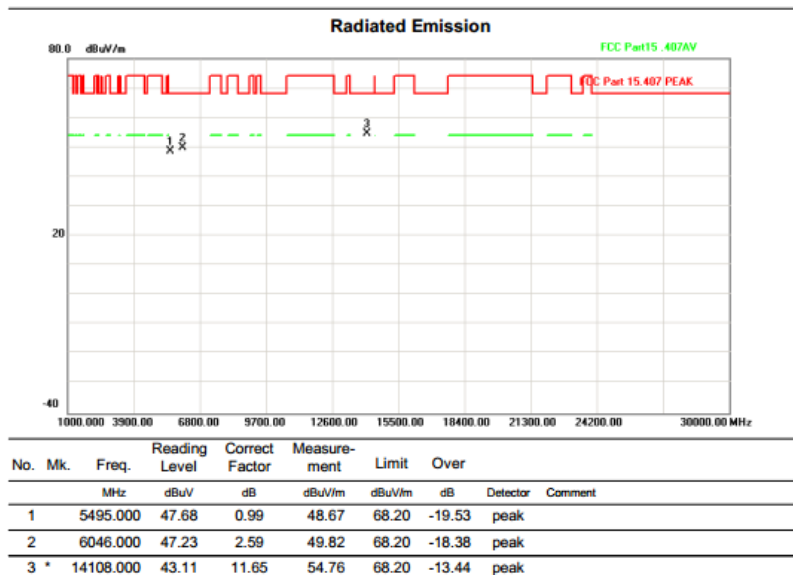 Radiated Emission
80.0 dBuV/m
FCC Part15 .407AV
FCC Part 15.407 PEAK
3
1 2
20
-40
1000.000 3900.00 6800.00 9700.00 12600.00 15500.00 18400.00 21300.00 24200.00 30000.00 MHz
No. Mk. Freq. Reading Level Correct Factor Measure-ment Limit Over
MHz dBuV dB dBuV/m dBuV/m dB Detector Comment
1 5495.000 47.68 0.99 48.67 68.20 -19.53 peak
2 6046.000 47.23 2.59 49.82 68.20 -18.38 peak
3 * 14108.000 43.11 11.65 54.76 68.20 -13.44 peak